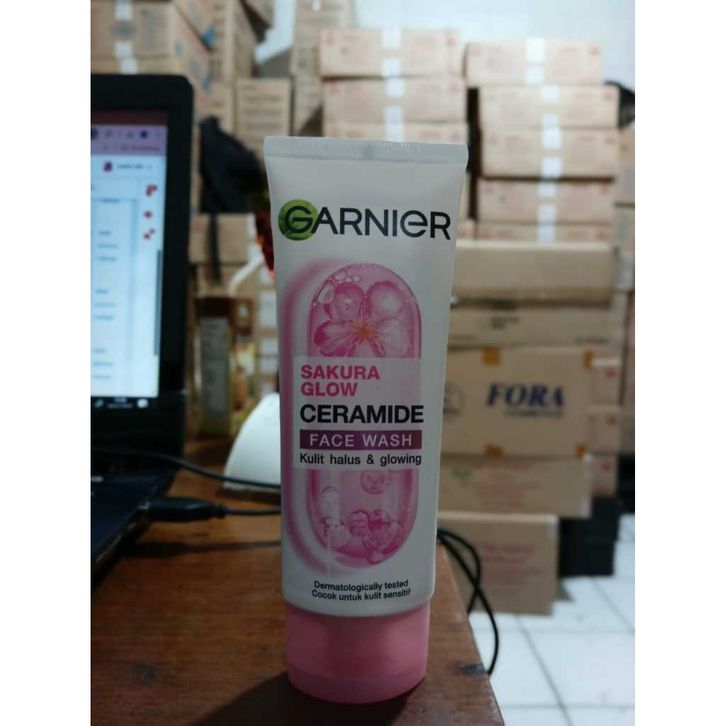 GARNIER
SAKURA
GLOW
CERAMIDE
FACE WASH
Kulit halus & glowing
Dermatologically tested
Cocok untuk kulit sensitif
FORA